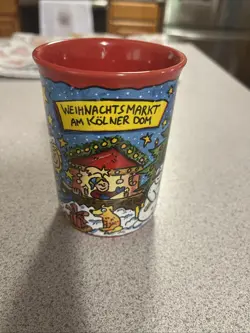 WEIHNACHTSMARKT
AM KÖLNER DOM